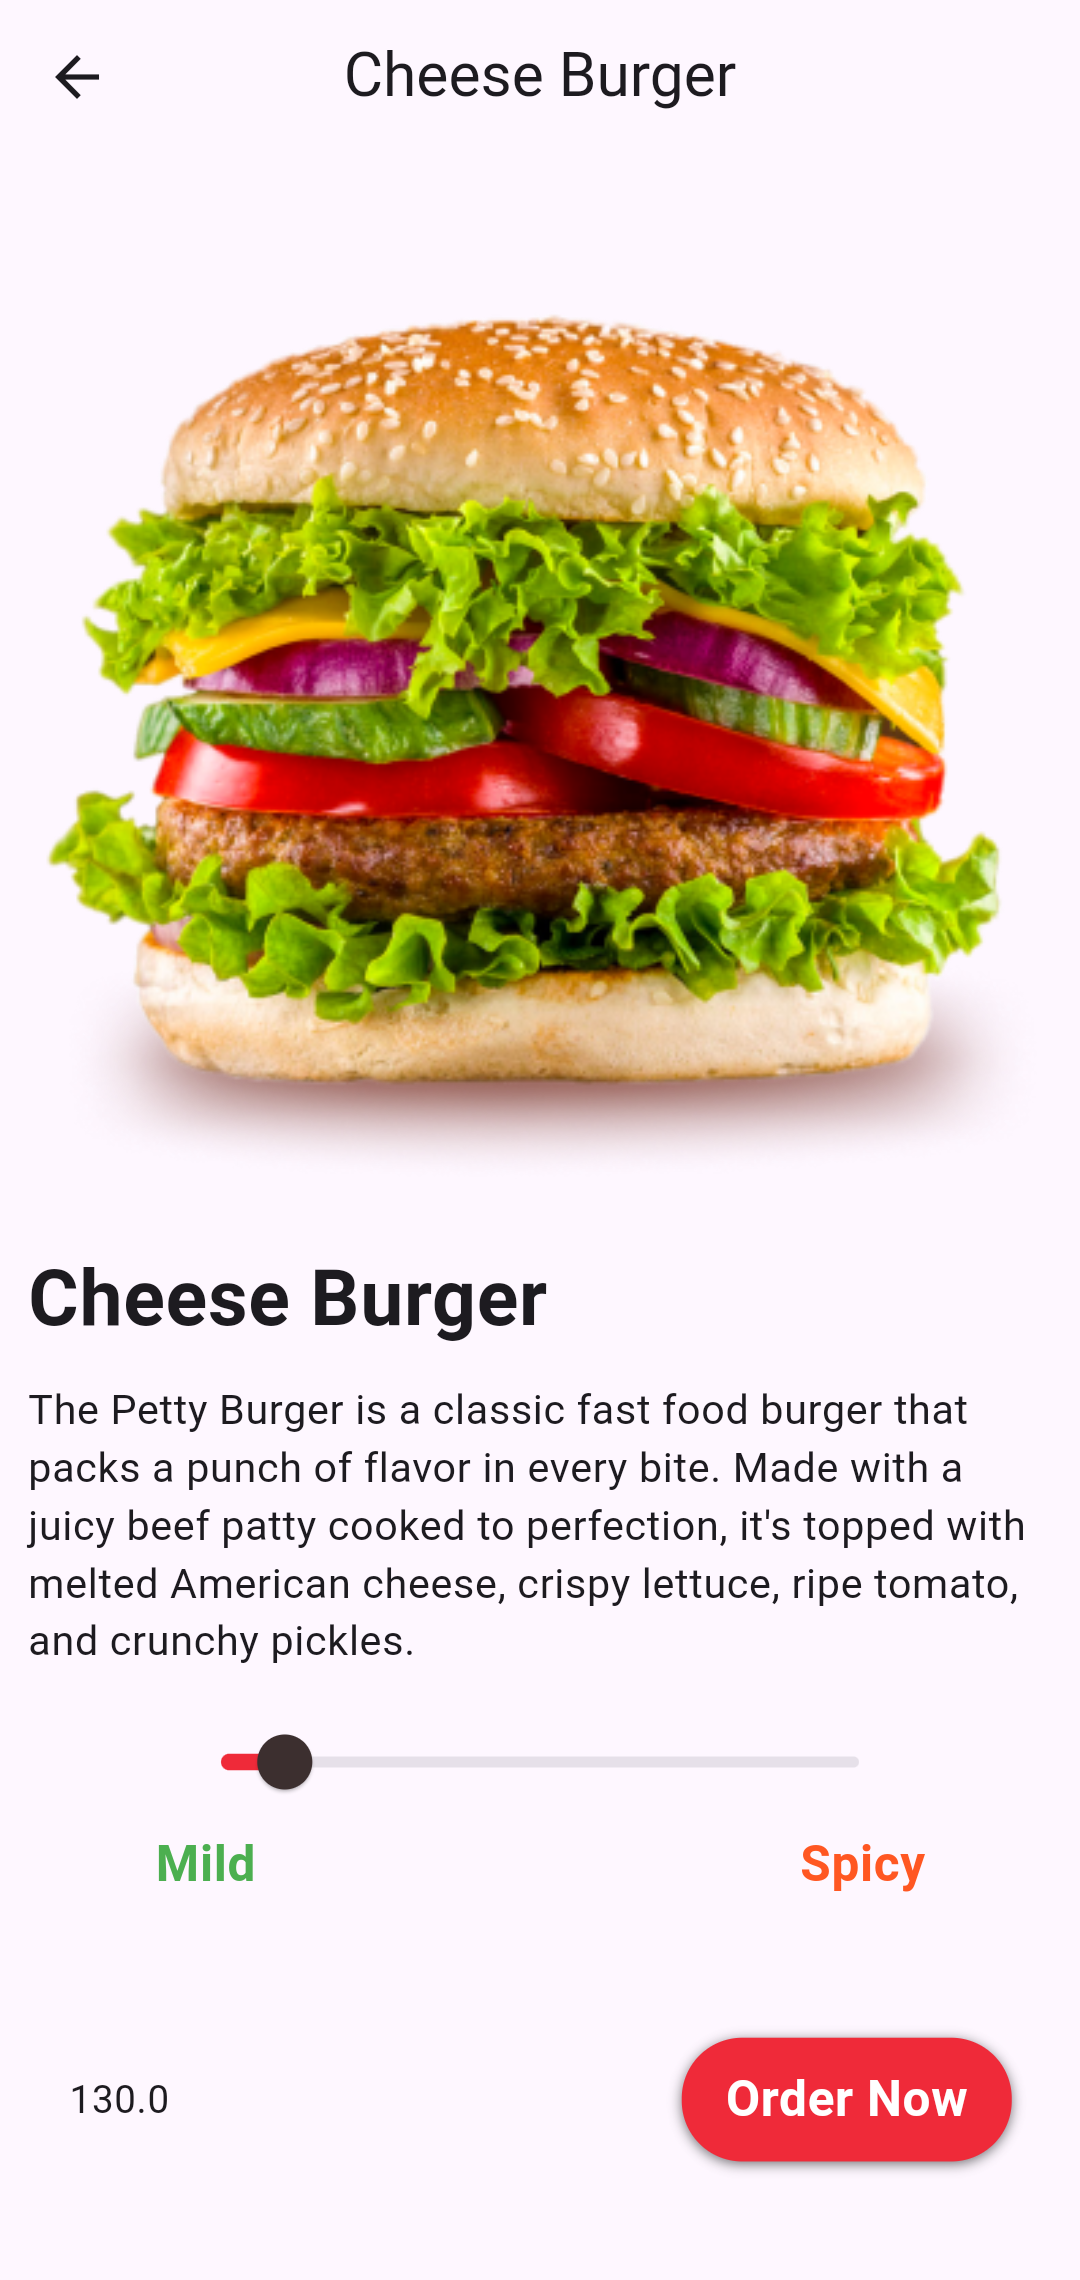 Cheese Burger
Cheese Burger
The Petty Burger is a classic fast food burger that
packs a punch of flavor in every bite. Made with a
juicy beef patty cooked to perfection, it's topped with
melted American cheese, crispy lettuce, ripe tomato,
and crunchy pickles.
Mild
Spicy
130.0
Order Now